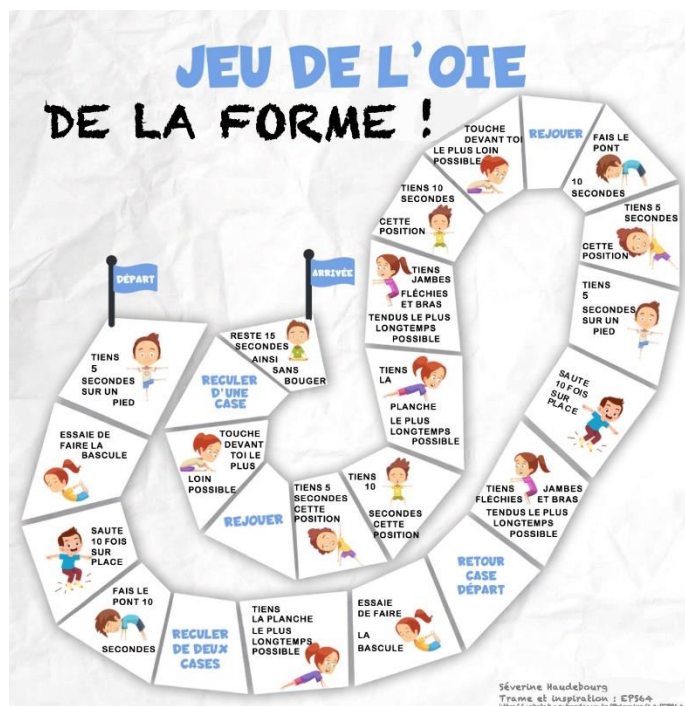 JEU DE L'OIE
DE LA FORME !
DÉPART
TIENS
5
SECONDES
SUR UN
PIED
ESSAIE DE
FAIRE LA
BASCULE
SAUTE
10 FOIS
SUR
PLACE
FAIS LE
PONT 10
SECONDES
RECULER
DE DEUX
CASES
TIENS
LA PLANCHE
LE PLUS
LONGTEMPS
POSSIBLE
ESSAIE
DE FAIRE
LA
BASCULE
RETOUR
CASE
DÉPART
TIENS JAMBES
FLÉCHIES ET BRAS
TENDUS LE PLUS
LONGTEMPS
POSSIBLE
SAUTE
10 FOIS
SUR
PLACE
TIENS
5
SECONDES
SUR UN
PIED
TIENS 5
SECONDES
CETTE
POSITION
FAIS LE
PONT
10
SECONDES
REJOUER
TOUCHE
DEVANT TOI
LE PLUS LOIN
POSSIBLE
TIENS 10
SECONDES
CETTE
POSITION
TIENS
JAMBES
FLÉCHIES
ET BRAS
TENDUS LE PLUS
LONGTEMPS
POSSIBLE
TIENS
LA
PLANCHE
LE PLUS
LONGTEMPS
POSSIBLE
TIENS
10
SECONDES
CETTE
POSITION
TIENS 5
SECONDES
CETTE
POSITION
REJOUER
TOUCHE
DEVANT
TOI LE
PLUS
LOIN
POSSIBLE
RECULER
D'UNE
CASE
RESTE 15
SECONDES
AINSI
SANS
BOUGER
ARRIVÉE
Séverine Haudebourg
Trame et inspiration : EPS64